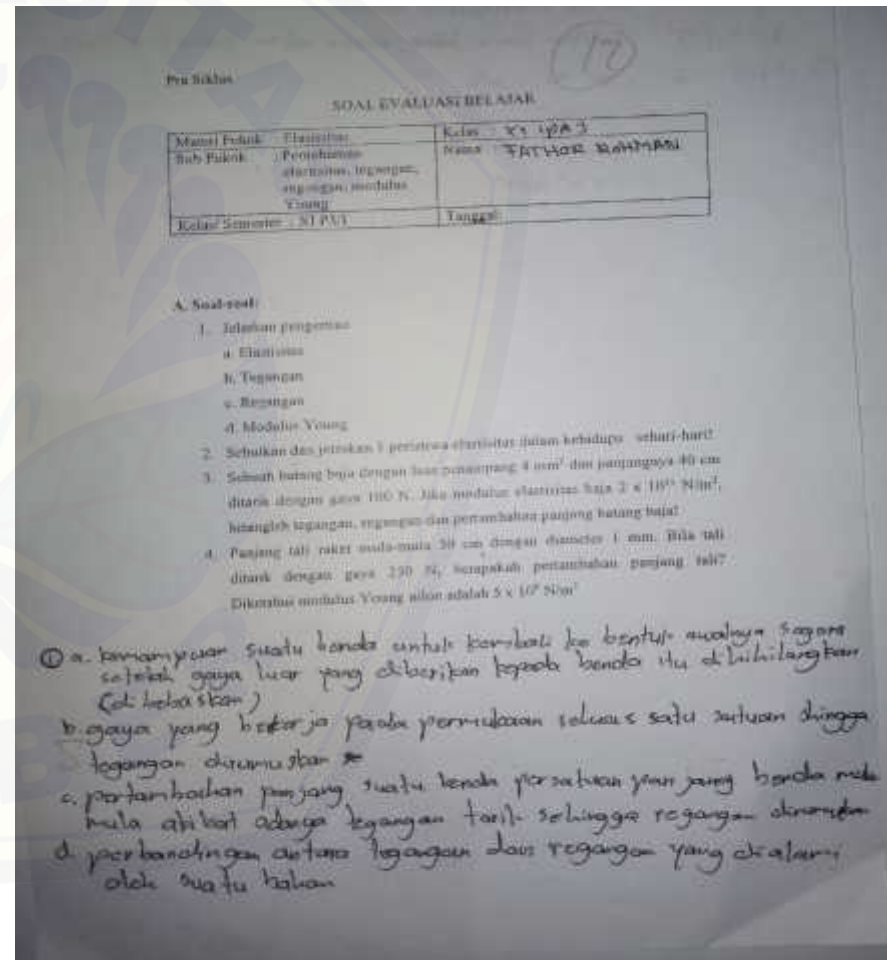 17
Pra Siklus
SOAL EVALUASI BELAJAR
Materi Pokok : Elastisitas
Kelas : XI IPA 3
Sub Pokok : Pemahaman elastisitas, tegangan, regangan, modulus Young
Nama : FATHOR ROHMAN
Kelas/ Semester : XI IPA/1
Tanggal:
A. Soal-soal:
1. Jelaskan pengertian
a. Elastisitas
b. Tegangan
c. Regangan
d. Modulus Young
2. Sebutkan dan jelaskan peristiwa elastisitas dalam kehidupa sehari-hari!
3. Sebuah batang baja dengan luas penampang 4 mm² dan panjangnya 40 cm
ditarik dengan gaya 100 N. Jika modulus elastisitas baja 2 x 10¹¹ N/m²,
hitunglah tegangan, regangan dan pertambahan panjang batang baja!
4. Panjang tali raket mula-mula 30 cm dengan diameter 1 mm. Bila tali
ditarik dengan gaya 250 N, berapakah pertambahan panjang tali?
Diketahui modulus Young nilon adalah 5 x 10⁹ N/m²
① a. kemampuan suatu benda untuk kembali ke bentuk awalnya segera
setelah gaya luar yang diberikan kepada benda itu dihilangkan
(di bebaskan)
b. gaya yang bekerja pada permukaan seluas satu satuan shingga
tegangan dirumuskan
c. pertambahan panjang suatu benda persatuan panjang benda mula
mula akibat adanya tegangan tarik sehingga regangan
d. perbandingan antara tegangan dan regangan yang dialami
oleh suatu bahan